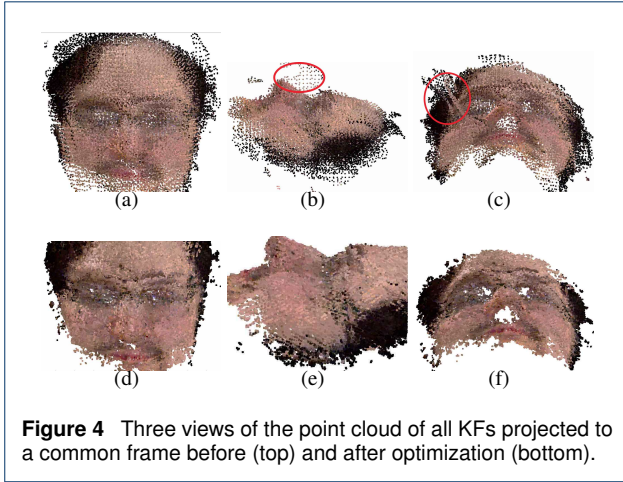 (a)
(b)
(c)
(d)
(e)
(f)
Figure 4 Three views of the point cloud of all KFs projected to
a common frame before (top) and after optimization (bottom).